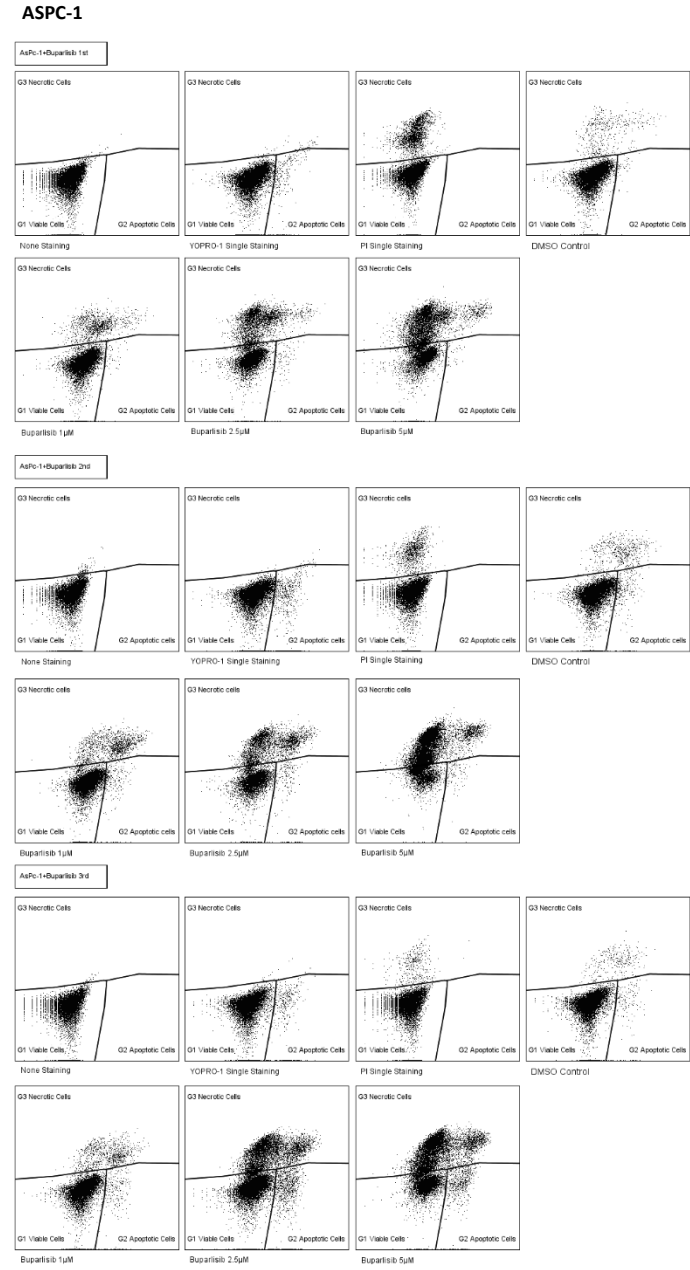 ASPC-1
AsPc-1+Buparlisib 1st
G3 Necrotic Cells
G1 Viable Cells
G2 Apoptotic Cells
None Staining
G3 Necrotic Cells
G1 Viable Cells
G2 Apoptotic Cells
YOPRO-1 Single Staining
G3 Necrotic Cells
G1 Viable Cells
G2 Apoptotic Cells
PI Single Staining
G3 Necrotic Cells
G1 Viable Cells
G2 Apoptotic Cells
DMSO Control
G3 Necrotic Cells
G1 Viable Cells
G2 Apoptotic Cells
Buparlisib 1µM
G3 Necrotic Cells
G1 Viable Cells
G2 Apoptotic Cells
Buparlisib 2.5µM
G3 Necrotic Cells
G1 Viable Cells
G2 Apoptotic Cells
Buparlisib 5µM
AsPc-1+Buparlisib 2nd
G3 Necrotic cells
G1 Viable Cells
G2 Apoptotic cells
None Staining
G3 Necrotic cells
G1 Viable Cells
G2 Apoptotic cells
YOPRO-1 Single Staining
G3 Necrotic cells
G1 Viable Cells
G2 Apoptotic cells
PI Single Staining
G3 Necrotic cells
G1 Viable Cells
G2 Apoptotic cells
DMSO Control
G3 Necrotic cells
G1 Viable Cells
G2 Apoptotic cells
Buparlisib 1µM
G3 Necrotic cells
G1 Viable Cells
G2 Apoptotic cells
Buparlisib 2.5µM
G3 Necrotic cells
G1 Viable Cells
G2 Apoptotic cells
Buparlisib 5µM
AsPc-1+Buparlisib 3rd
G3 Necrotic Cells
G1 Viable Cells
G2 Apoptotic Cells
None Staining
G3 Necrotic Cells
G1 Viable Cells
G2 Apoptotic Cells
YOPRO-1 Single Staining
G3 Necrotic Cells
G1 Viable Cells
G2 Apoptotic Cells
PI Single Staining
G3 Necrotic Cells
G1 Viable Cells
G2 Apoptotic Cells
DMSO Control
G3 Necrotic Cells
G1 Viable Cells
G2 Apoptotic Cells
Buparlisib 1µM
G3 Necrotic Cells
G1 Viable Cells
G2 Apoptotic Cells
Buparlisib 2.5µM
G3 Necrotic Cells
G1 Viable Cells
G2 Apoptotic Cells
Buparlisib 5µM